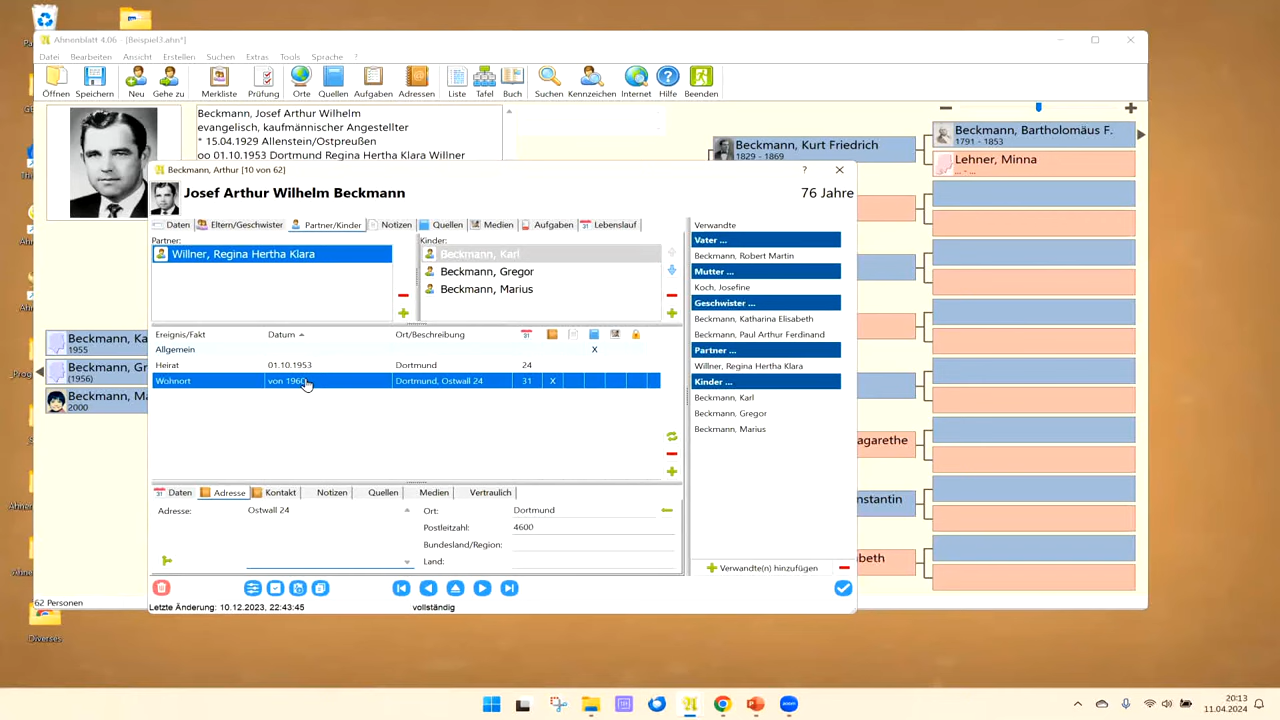 Ahnenblatt 4.06 - [Beispiel3.ahn*]
Datei Bearbeiten Ansicht Erstellen Suchen Extras Tools Sprache ?
Öffnen Speichern Neu Gehe zu Merkliste Prüfung Orte Quellen Aufgaben Adressen Liste Tafel Buch Suchen Kennzeichen Internet Hilfe Beenden
Beckmann, Josef Arthur Wilhelm
evangelisch, kaufmännischer Angestellter
* 15.04.1929 Allenstein/Ostpreußen
oo 01.10.1953 Dortmund Regina Hertha Klara Willner
Beckmann, Kurt Friedrich
1829 - 1869
Beckmann, Bartholomäus F.
1791 - 1853
Lehner, Minna
... - ...
Beckmann, Arthur [10 von 62]
?
Josef Arthur Wilhelm Beckmann
76 Jahre
Daten Eltern/Geschwister Partner/Kinder Notizen Quellen Medien Aufgaben Lebenslauf
Partner:
Willner, Regina Hertha Klara
Kinder:
Beckmann, Karl
Beckmann, Gregor
Beckmann, Marius
Ereignis/Fakt Datum Ort/Beschreibung
Allgemein X
Heirat 01.10.1953 Dortmund 24
Wohnort von 1960 Dortmund, Ostwall 24 31 X
Daten Adresse Kontakt Notizen Quellen Medien Vertraulich
Adresse: Ostwall 24
Ort: Dortmund
Postleitzahl: 4600
Bundesland/Region:
Land:
Verwandte
Vater ...
Beckmann, Robert Martin
Mutter ...
Koch, Josefine
Geschwister ...
Beckmann, Katharina Elisabeth
Beckmann, Paul Arthur Ferdinand
Partner ...
Willner, Regina Hertha Klara
Kinder ...
Beckmann, Karl
Beckmann, Gregor
Beckmann, Marius
Verwandte(n) hinzufügen
Letzte Änderung: 10.12.2023, 22:43:45
vollständig
Beckmann, Ka
1955
Beckmann, Gr
(1956)
Beckmann, Ma
2000
agarethe
nstantin
beth
62 Personen
Diverses
20:13
11.04.2024